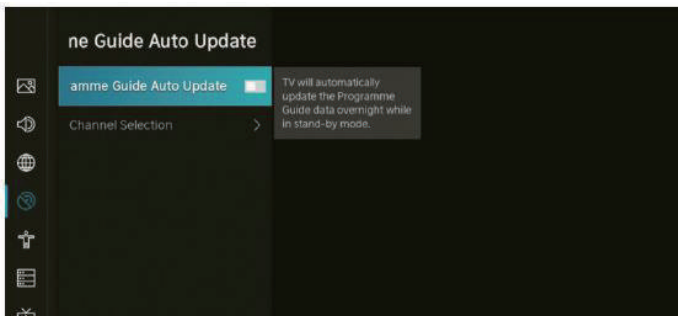 ne Guide Auto Update
amme Guide Auto Update
TV will automatically
update the Programme
Guide data overnight while
in stand-by mode.
Channel Selection